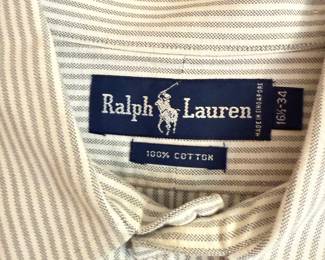 Ralph Lauren
MADE IN SINGAPORE
16½-34
100% COTTON